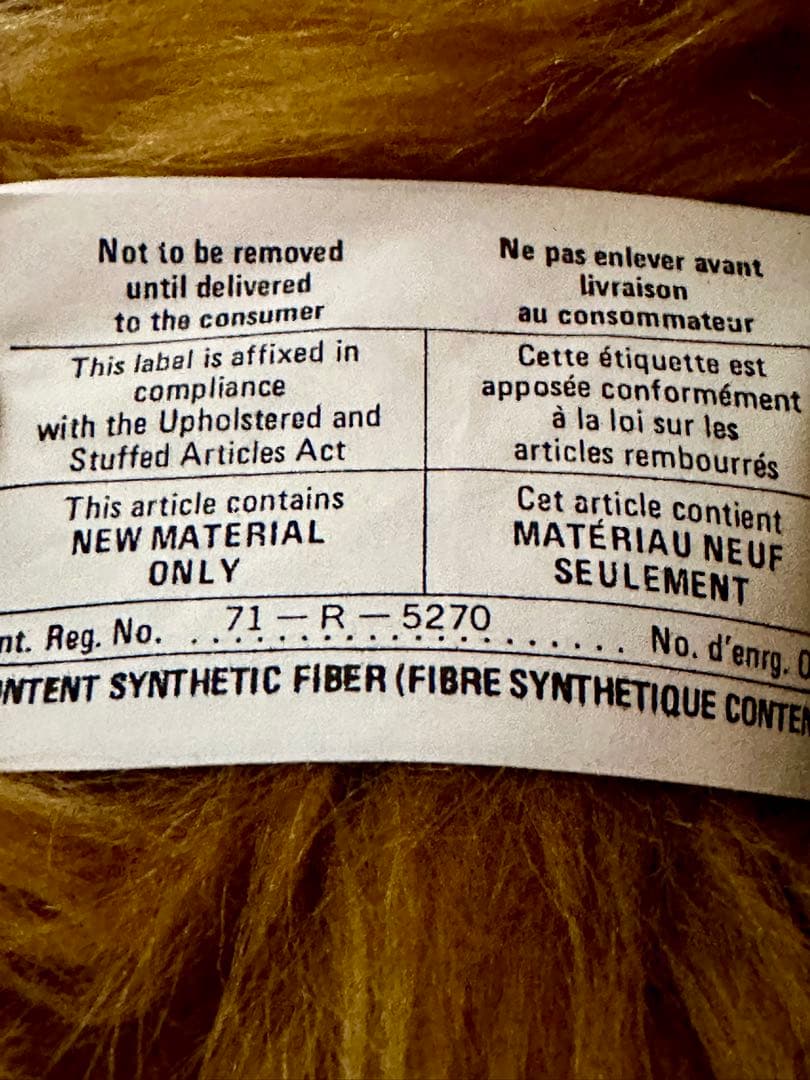 Not to be removed
until delivered
to the consumer
Ne pas enlever avant
livraison
au consommateur
This label is affixed in
compliance
with the Upholstered and
Stuffed Articles Act
Cette étiquette est
apposée conformément
à la loi sur les
articles rembourrés
This article contains
NEW MATERIAL
ONLY
Cet article contient
MATÉRIAU NEUF
SEULEMENT
nt. Reg. No. 71 - R - 5270 No. d'enrg. O
NTENT SYNTHETIC FIBER (FIBRE SYNTHETIQUE CONTEN